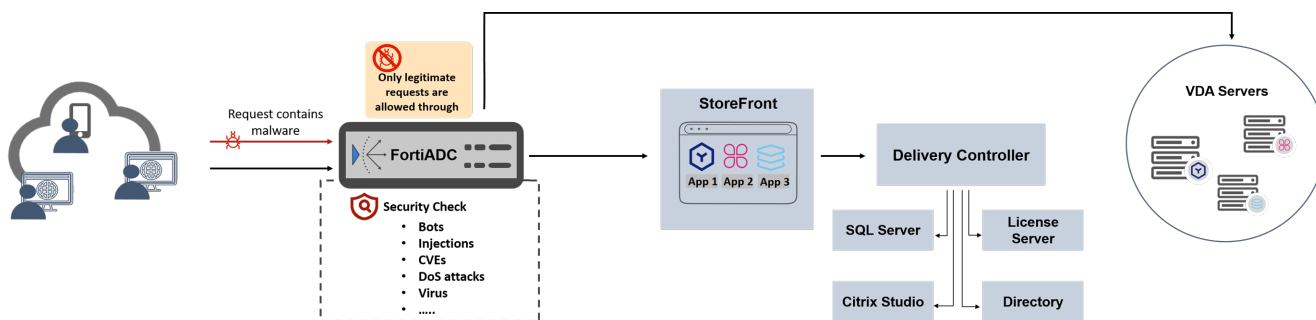 Request contains
malware
Only legitimate
requests are
allowed through
FortiADC
Security Check
• Bots
• Injections
• CVEs
• DoS attacks
• Virus
• .....
StoreFront
App 1
App 2
App 3
Delivery Controller
SQL Server
License
Server
Citrix Studio
Directory
VDA Servers